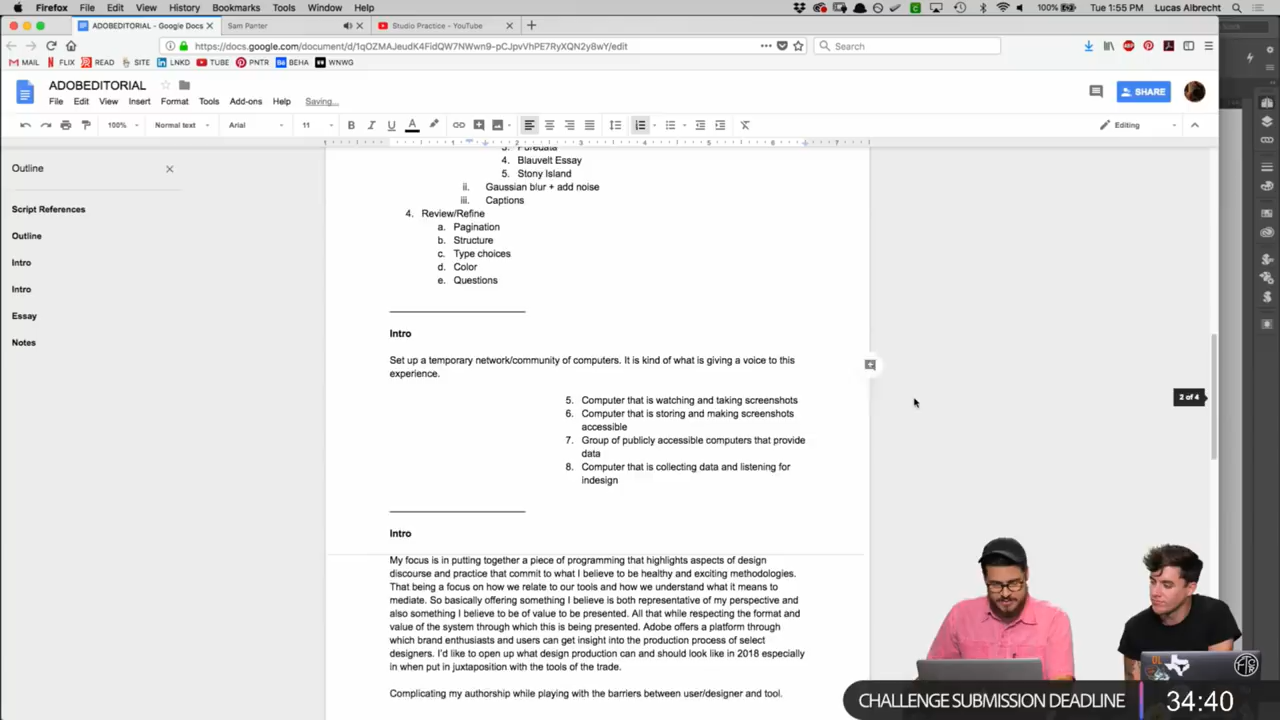 Firefox File Edit View History Bookmarks Tools Window Help 100% Tue 1:55 PM Lucas Albrecht
ADOBEDITORIAL - Google Docs Sam Panter Studio Practice - YouTube
https://docs.google.com/document/d/1qOZMAJeudK4FidQW7NWwn9-pCJpvVhPE7RyXQN2y8wY/edit Search
MAIL FLIX READ SITE LNKD TUBE PNTR BEHA WNWG
ADOBEDITORIAL
File Edit View Insert Format Tools Add-ons Help Saving...
SHARE
100% Normal text Arial 11 Editing
Outline
Script References
Outline
Intro
Intro
Essay
Notes
4. Blauvelt Essay
5. Stony Island
ii. Gaussian blur + add noise
iii. Captions
4. Review/Refine
a. Pagination
b. Structure
c. Type choices
d. Color
e. Questions
Intro
Set up a temporary network/community of computers. It is kind of what is giving a voice to this
experience.
5. Computer that is watching and taking screenshots
6. Computer that is storing and making screenshots
accessible
7. Group of publicly accessible computers that provide
data
8. Computer that is collecting data and listening for
indesign
2 of 4
Intro
My focus is in putting together a piece of programming that highlights aspects of design
discourse and practice that commit to what I believe to be healthy and exciting methodologies.
That being a focus on how we relate to our tools and how we understand what it means to
mediate. So basically offering something I believe is both representative of my perspective and
also something I believe to be of value to be presented. All that while respecting the format and
value of the system through which this is being presented. Adobe offers a platform through
which brand enthusiasts and users can get insight into the production process of select
designers. I'd like to open up what design production can and should look like in 2018 especially
in when put in juxtaposition with the tools of the trade.
Complicating my authorship while playing with the barriers between user/designer and tool.
CHALLENGE SUBMISSION DEADLINE 34:40